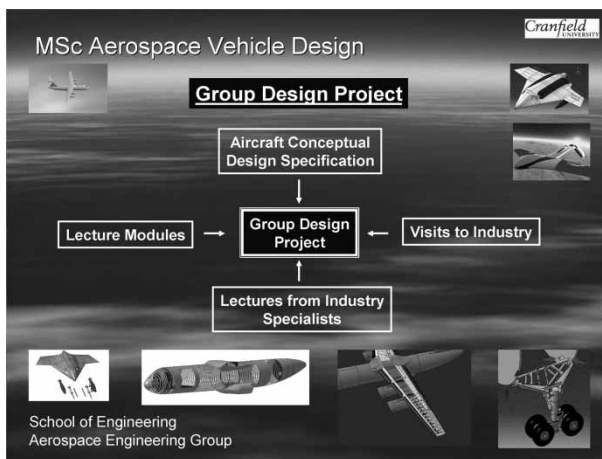 MSc Aerospace Vehicle Design
Cranfield
UNIVERSITY
Group Design Project
Aircraft Conceptual
Design Specification
Lecture Modules
Group Design
Project
Visits to Industry
Lectures from Industry
Specialists
School of Engineering
Aerospace Engineering Group